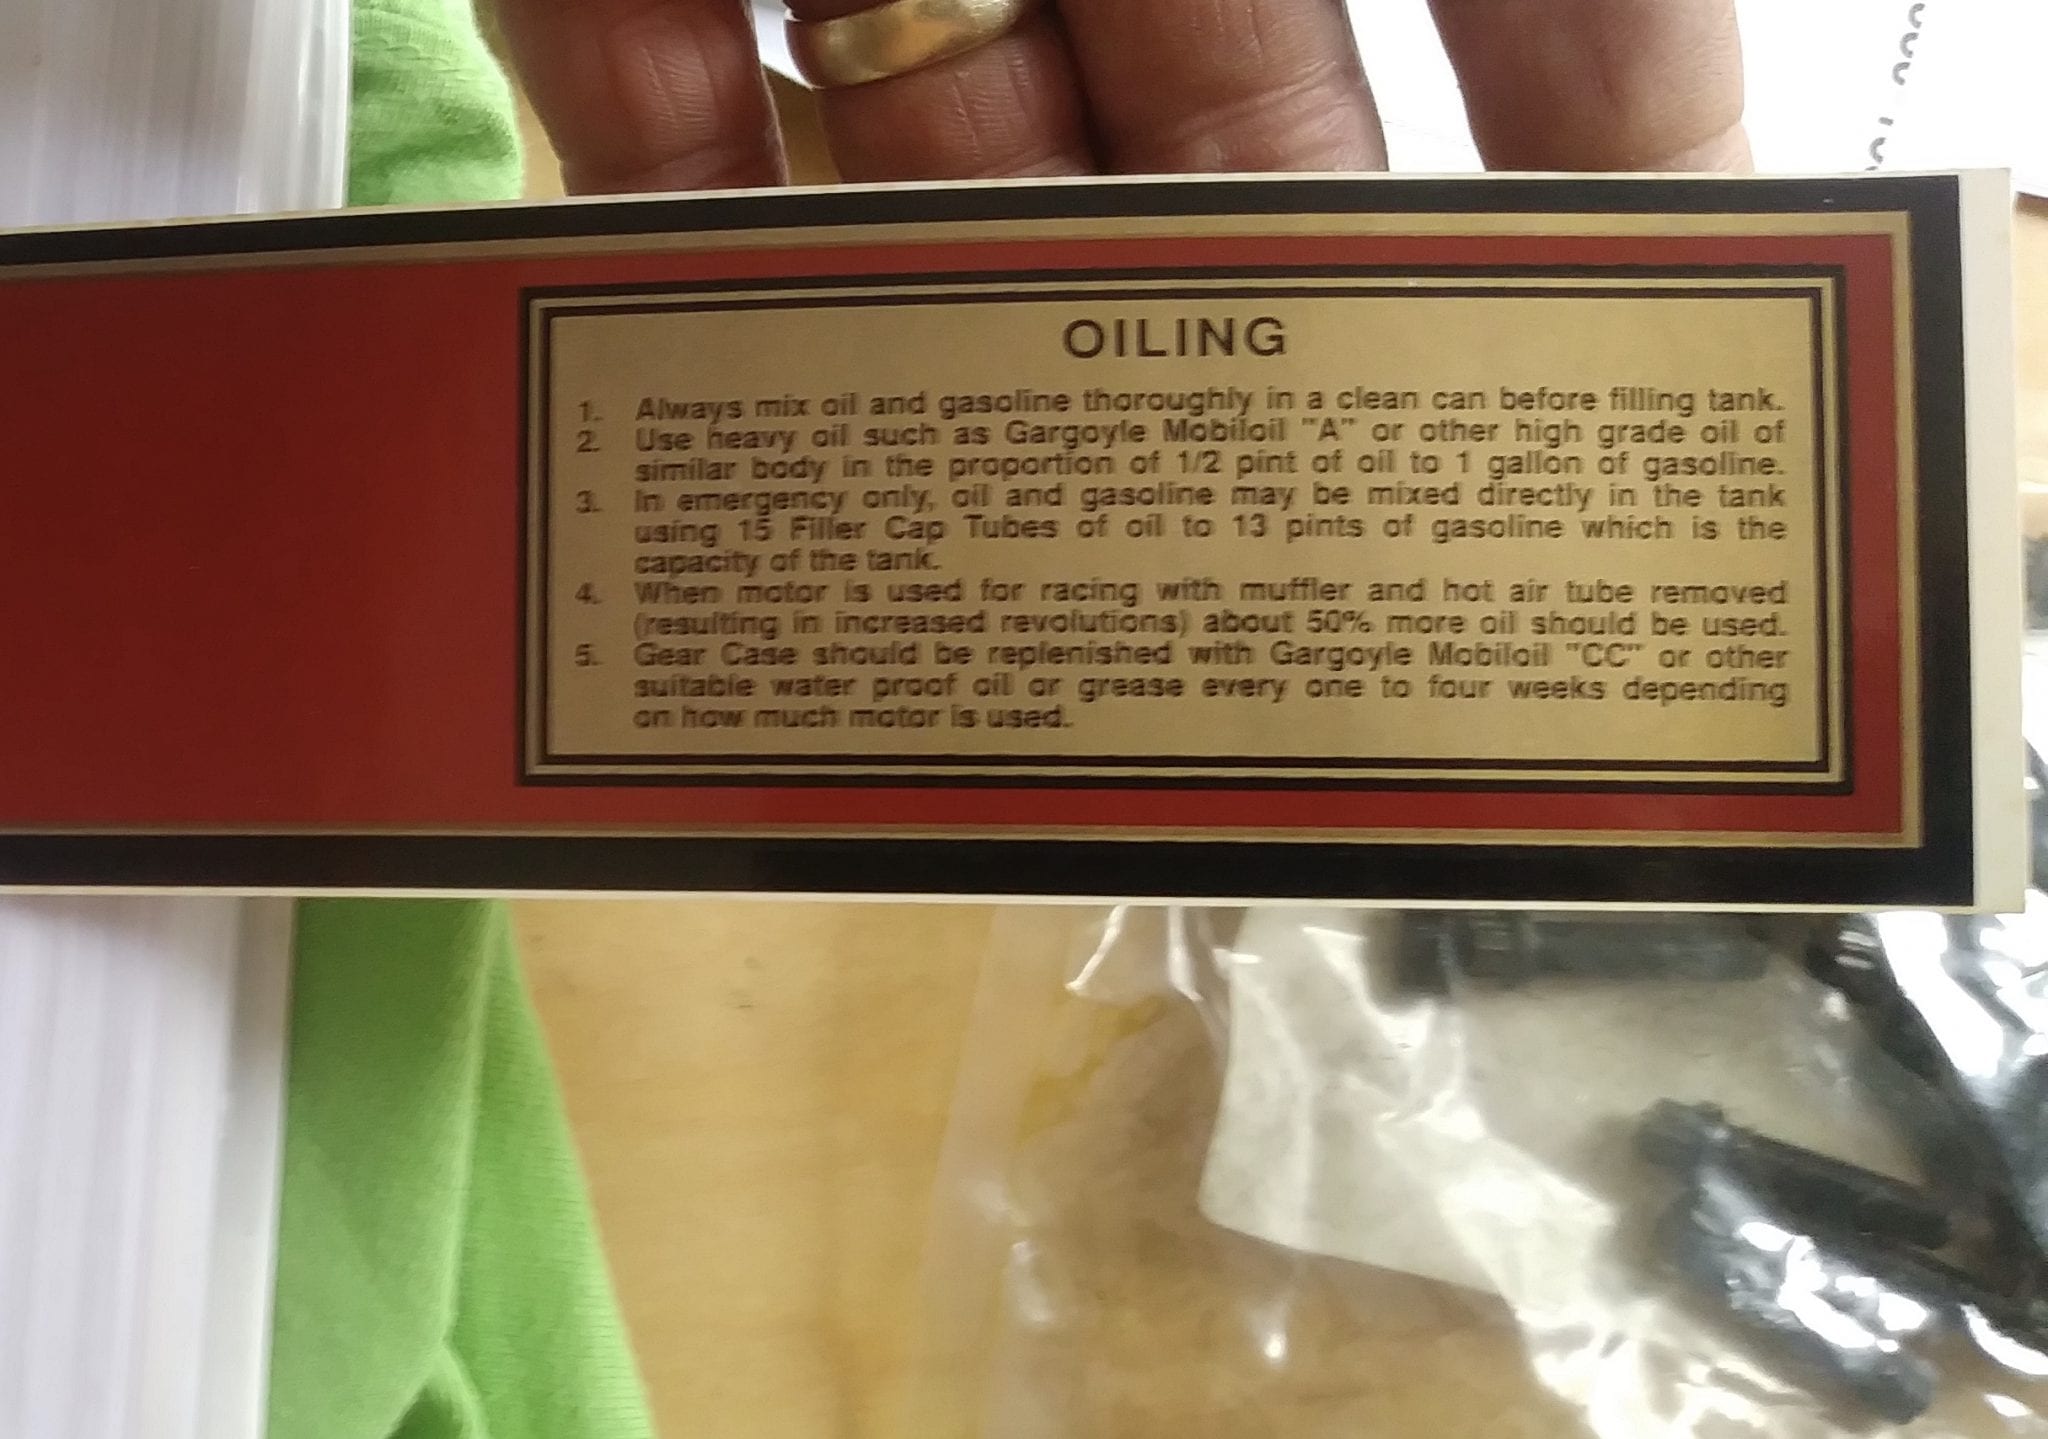 OILING
1. Always mix oil and gasoline thoroughly in a clean can before filling tank.
2. Use heavy oil such as Gargoyle Mobiloil "A" or other high grade oil of
similar body in the proportion of 1/2 pint of oil to 1 gallon of gasoline.
3. In emergency only, oil and gasoline may be mixed directly in the tank
using 15 Filler Cap Tubes of oil to 13 pints of gasoline which is the
capacity of the tank.
4. When motor is used for racing with muffler and hot air tube removed
(resulting in increased revolutions) about 50% more oil should be used.
5. Gear Case should be replenished with Gargoyle Mobiloil "CC" or other
suitable water proof oil or grease every one to four weeks depending
on how much motor is used.